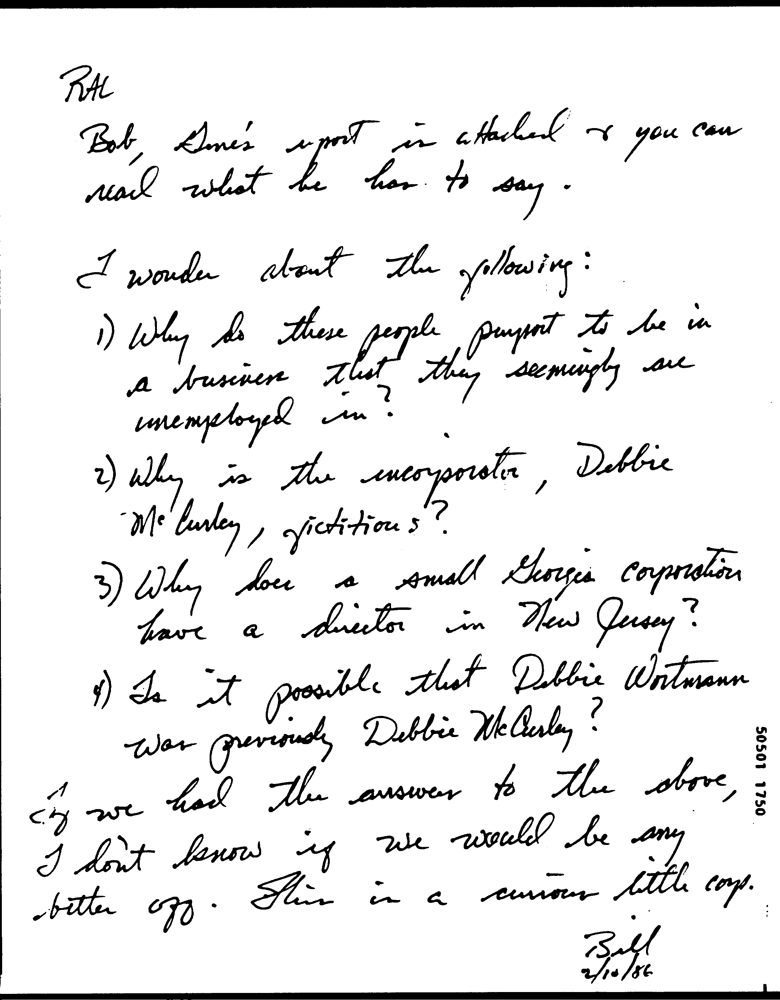 RAL
Bob, Gene's report is attached & you can
read what he has to say.
I wonder about the following:
1) Why do these people purport to be in
a business that they seemingly are
unemployed in?
2) Why is the incorporator, Debbie
McCurley, fictitious?
3) Why does a small Georgia corporation
have a director in New Jersey?
4) Is it possible that Debbie Wortmann
was previously Debbie McCurley?
If we had the answer to the above,
I don't know if we would be any
better off. This is a curious little corp.
Bill
2/10/86
50501 1750